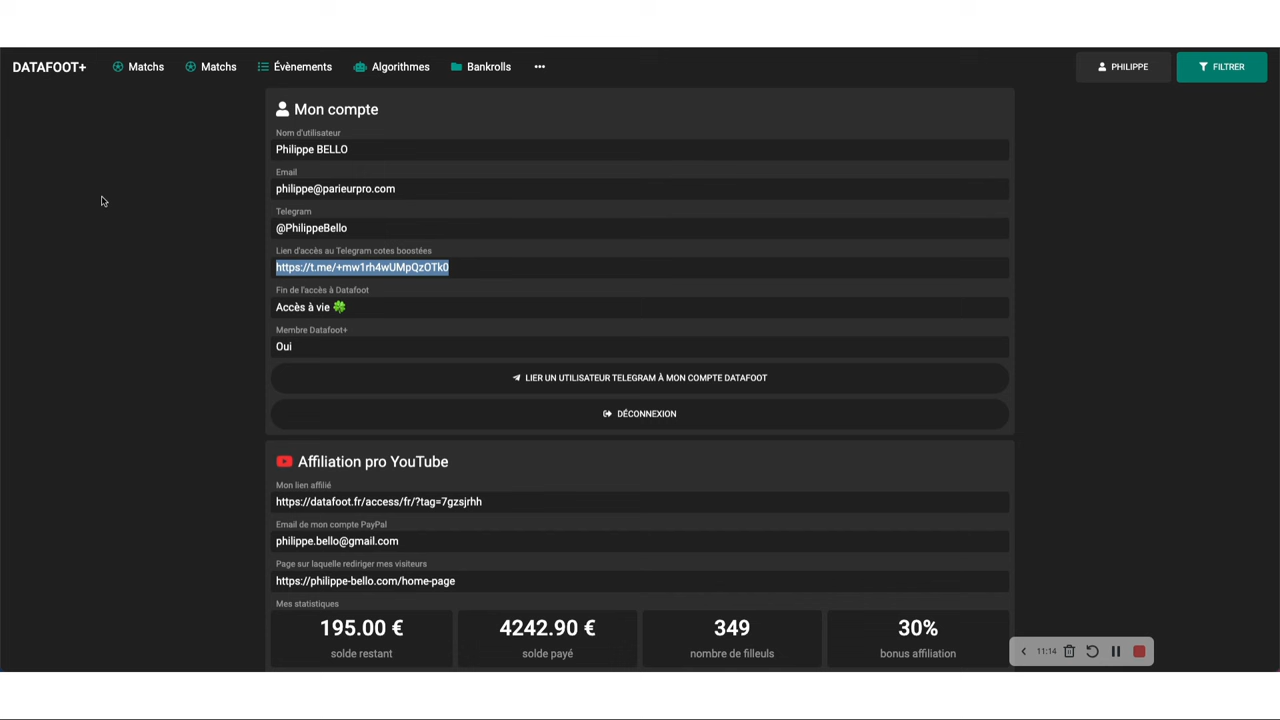 DATAFOOT+ Matchs Matchs Évènements Algorithmes Bankrolls ••• PHILIPPE FILTRER
Mon compte
Nom d'utilisateur
Philippe BELLO
Email
philippe@parieurpro.com
Telegram
@PhilippeBello
Lien d'accès au Telegram cotes boostées
https://t.me/+mw1rh4wUMpQzOTk0
Fin de l'accès à Datafoot
Accès à vie 🍀
Membre Datafoot+
Oui
LIER UN UTILISATEUR TELEGRAM À MON COMPTE DATAFOOT
DÉCONNEXION
Affiliation pro YouTube
Mon lien affilié
https://datafoot.fr/access/fr/?tag=7gzsjrhh
Email de mon compte PayPal
philippe.bello@gmail.com
Page sur laquelle rediriger mes visiteurs
https://philippe-bello.com/home-page
Mes statistiques
195.00 € 4242.90 € 349 30%
solde restant solde payé nombre de filleuls bonus affiliation
11:14